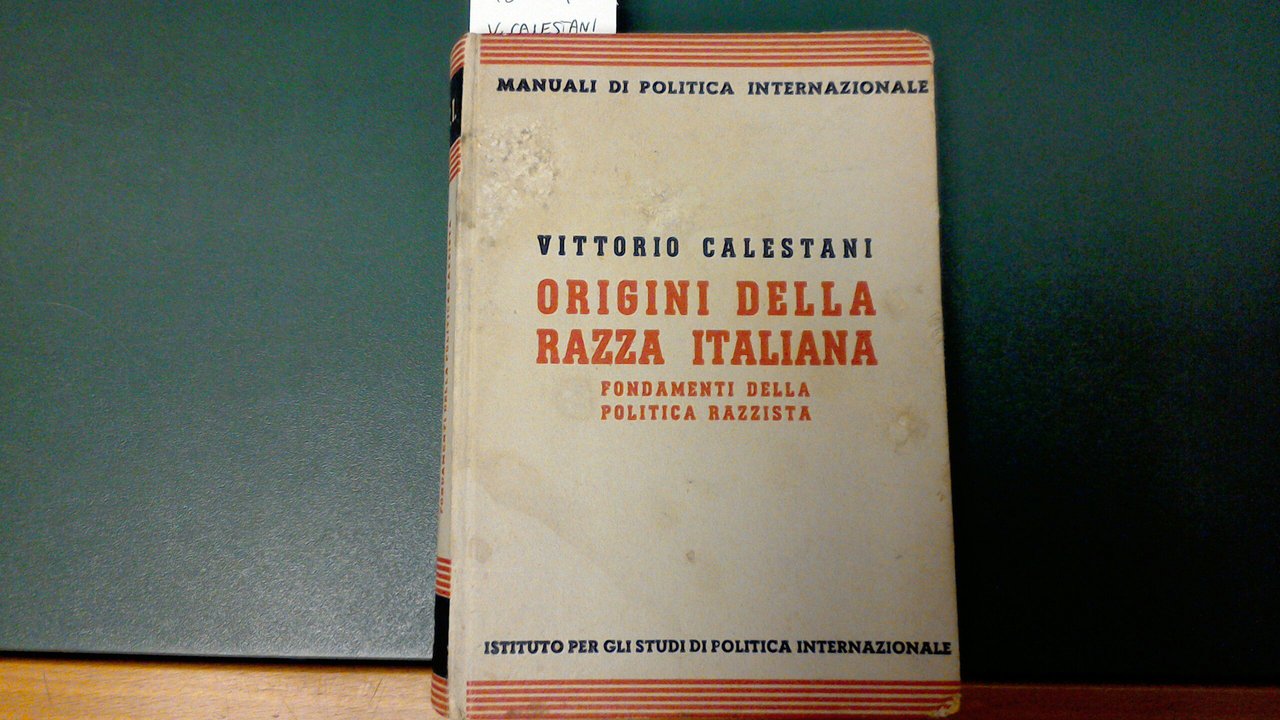 V. CALESTANI
MANUALI DI POLITICA INTERNAZIONALE
VITTORIO CALESTANI
ORIGINI DELLA
RAZZA ITALIANA
FONDAMENTI DELLA
POLITICA RAZZISTA
ISTITUTO PER GLI STUDI DI POLITICA INTERNAZIONALE